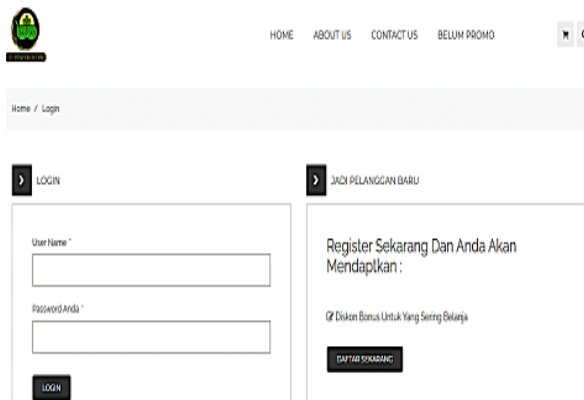 HOME ABOUT US CONTACT US BELUM PROMO
Home / Login
LOGIN
User Name *
Password Anda *
LOGIN
JADI PELANGGAN BARU
Register Sekarang Dan Anda Akan
Mendaptkan :
Diskon Bonus Untuk Yang Sering Belanja
DAFTAR SEKARANG